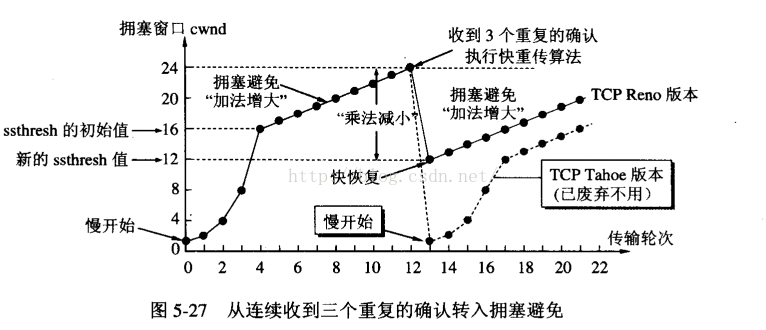 拥塞窗口 cwnd
收到 3 个重复的确认
执行快重传算法
24
20
16
12
8
4
0
ssthresh 的初始值
新的 ssthresh 值
慢开始
拥塞避免
“加法增大”
“乘法减小”
拥塞避免
“加法增大”
TCP Reno 版本
快恢复
http://blog.csdn.net/
TCP Tahoe 版本
(已废弃不用)
慢开始
0 2 4 6 8 10 12 14 16 18 20 22
传输轮次
图 5-27 从连续收到三个重复的确认转入拥塞避免